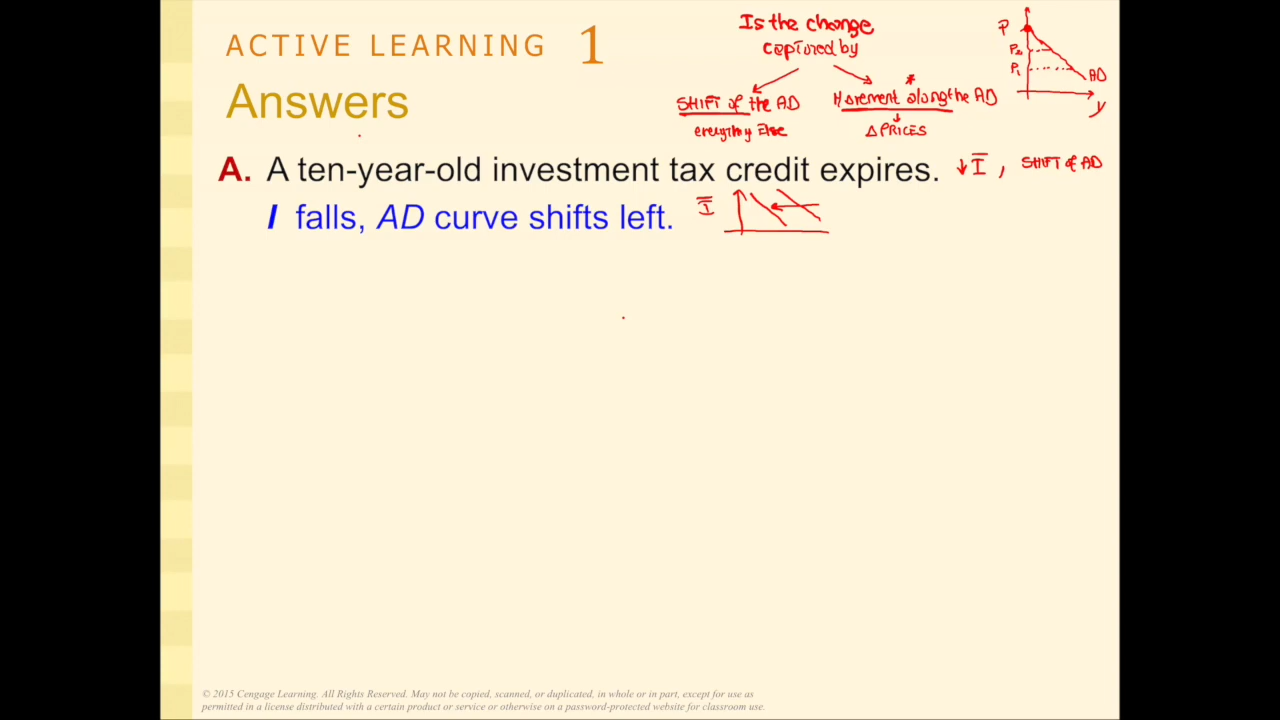 ACTIVE LEARNING 1
Answers
Is the change
captured by
SHIFT of the AD
everything Else
Movement along the AD
*
Δ PRICES
P
P2
P1
AD
Y
A. A ten-year-old investment tax credit expires.
↓ I̅ , SHIFT of AD
I falls, AD curve shifts left.
I̅
© 2015 Cengage Learning. All Rights Reserved. May not be copied, scanned, or duplicated, in whole or in part, except for use as
permitted in a license distributed with a certain product or service or otherwise on a password-protected website for classroom use.